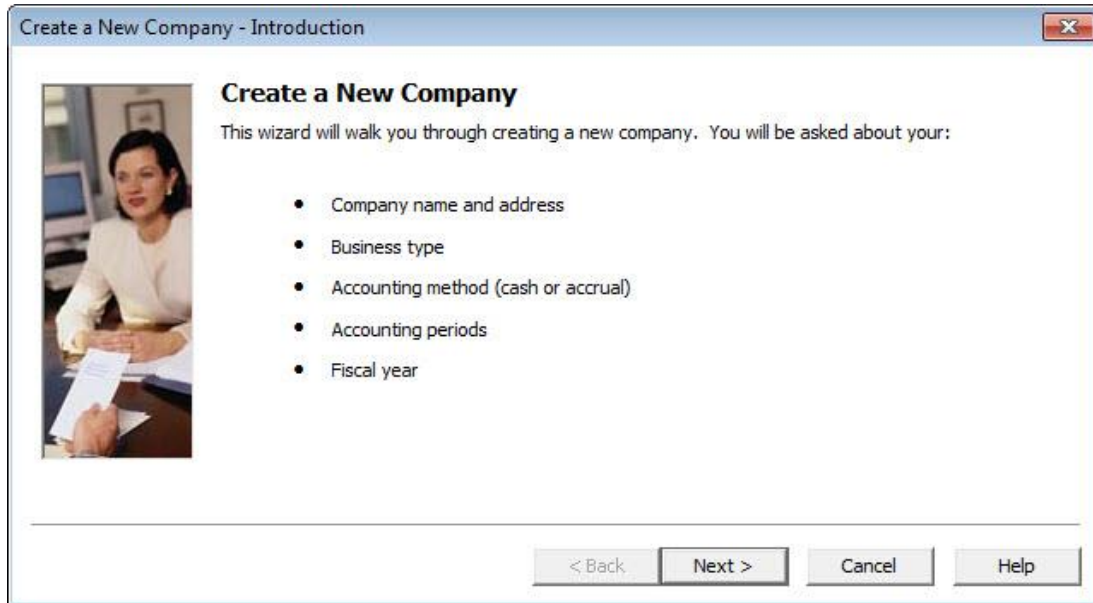 Create a New Company - Introduction
Create a New Company
This wizard will walk you through creating a new company. You will be asked about your:
• Company name and address
• Business type
• Accounting method (cash or accrual)
• Accounting periods
• Fiscal year
< Back
Next >
Cancel
Help